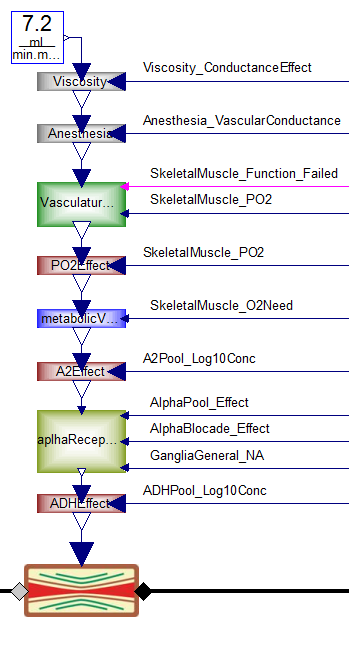 7.2
ml
min.m...
Viscosity_ConductanceEffect
Viscosity
Anesthesia_VascularConductance
Anesthesia
SkeletalMuscle_Function_Failed
Vasculatur...
SkeletalMuscle_PO2
SkeletalMuscle_PO2
PO2Effect
SkeletalMuscle_O2Need
metabolicV...
A2Pool_Log10Conc
A2Effect
AlphaPool_Effect
AlphaBlocade_Effect
aplhaRecep...
GangliaGeneral_NA
ADHPool_Log10Conc
ADHEffect